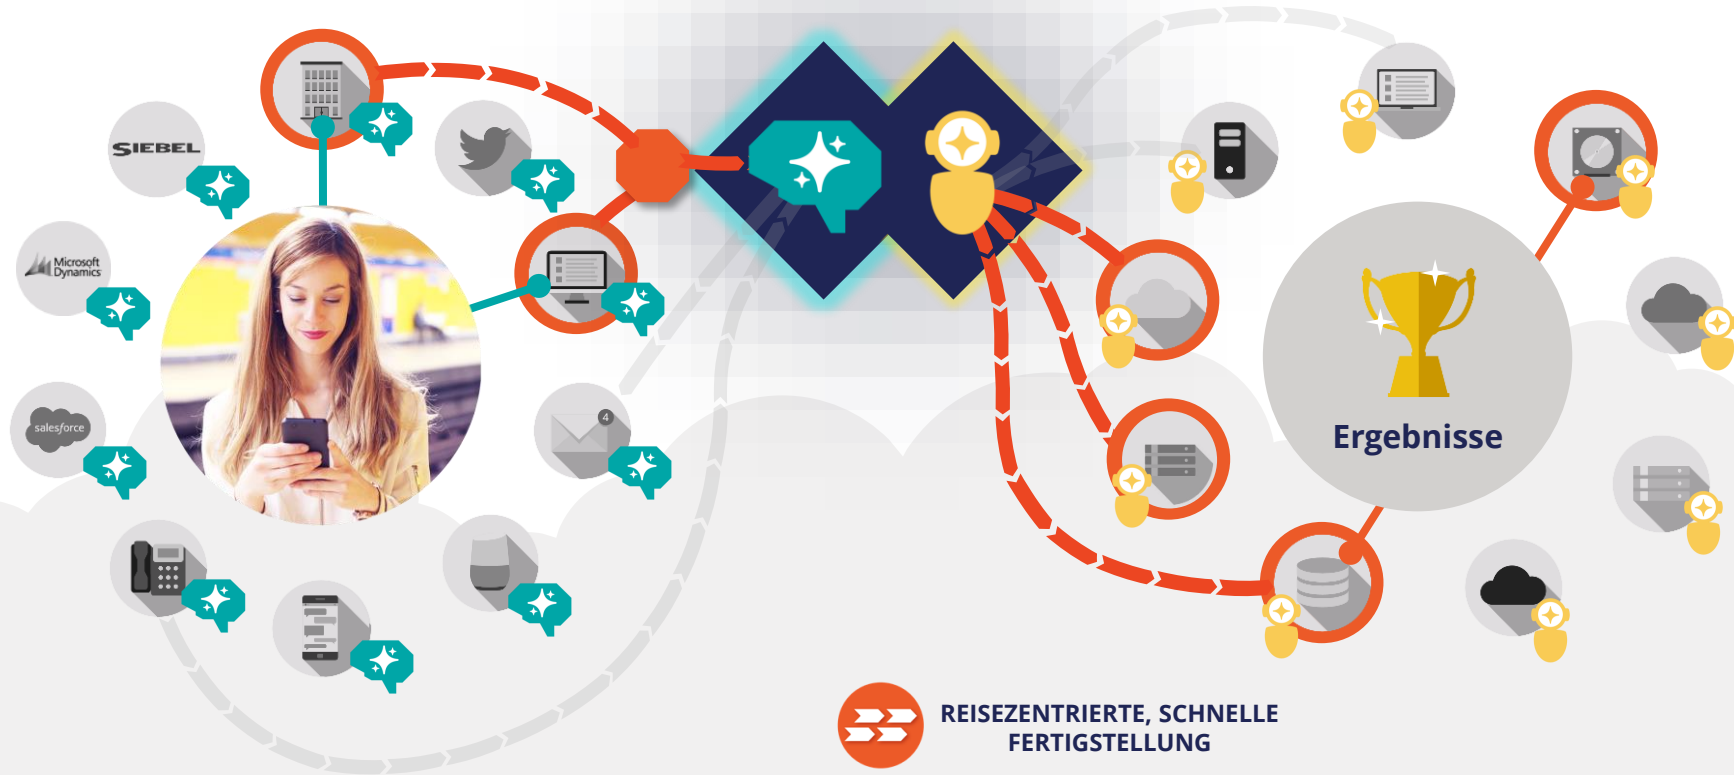 SIEBEL
Microsoft
Dynamics
salesforce
4
Ergebnisse
REISEZENTRIERTE, SCHNELLE
FERTIGSTELLUNG